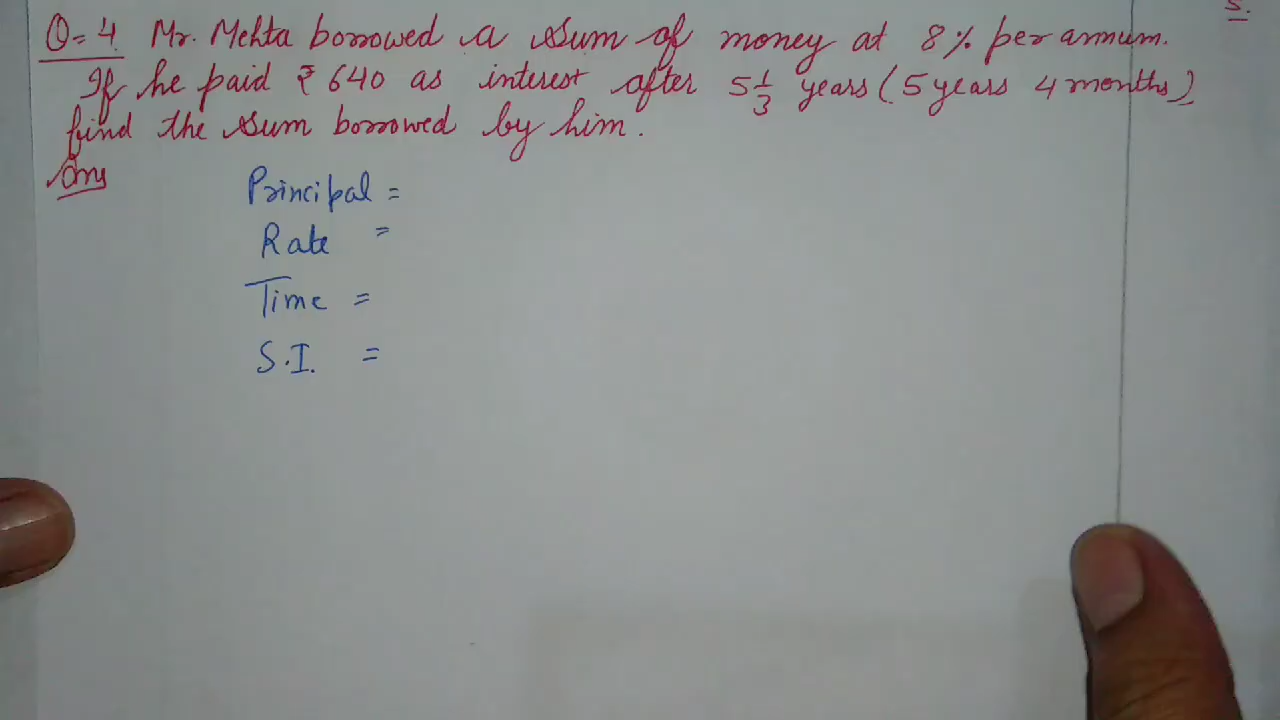 Q=4 Mr. Mehta borrowed a sum of money at 8% per annum.
If he paid ₹640 as interest after 5 1/3 years (5 years 4 months)
find the sum borrowed by him.
Ans
Principal =
Rate =
Time =
S.I. =